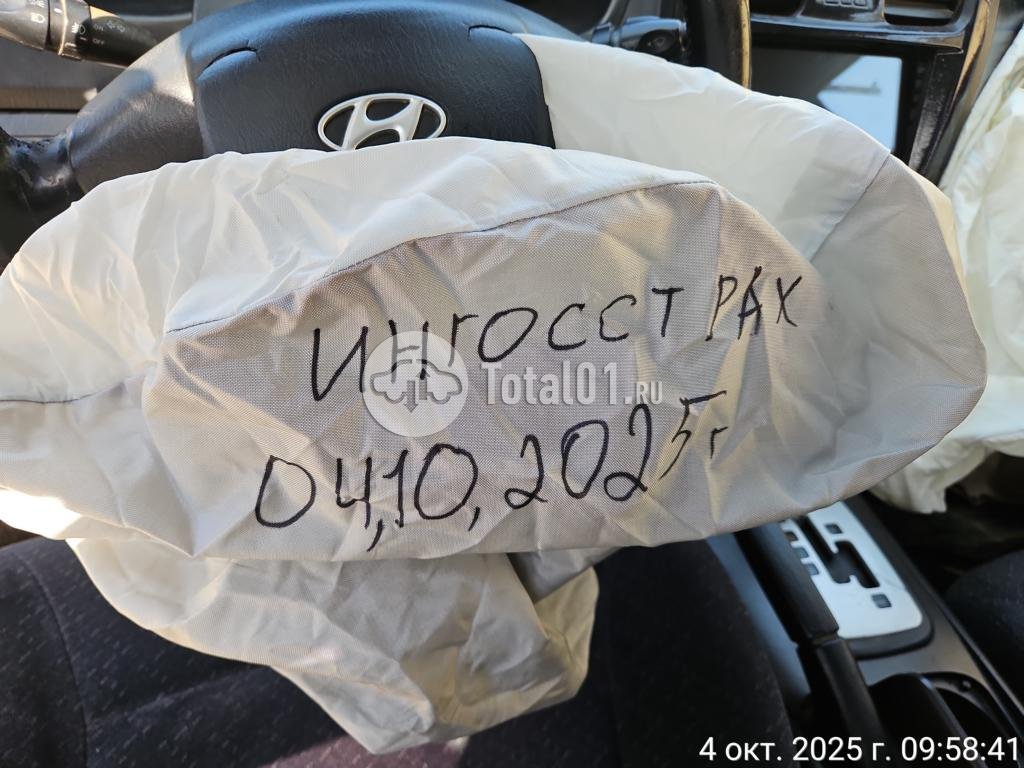 ИНГОССТРАХ
Total01.ru
04,10,2025г
4 окт. 2025 г. 09:58:41